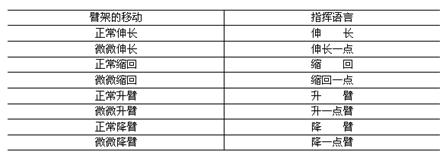 臂架的移动 指挥语言
正常伸长 伸 长
微微伸长 伸长一点
正常缩回 缩 回
微微缩回 缩回一点
正常升臂 升 臂
微微升臂 升一点臂
正常降臂 降 臂
微微降臂 降一点臂